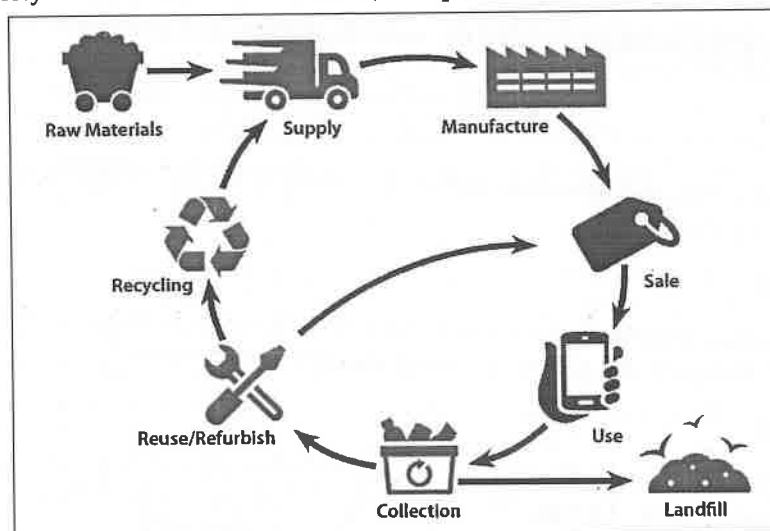 Raw Materials
Supply
Manufacture
Recycling
Sale
Reuse/Refurbish
Use
Collection
Landfill